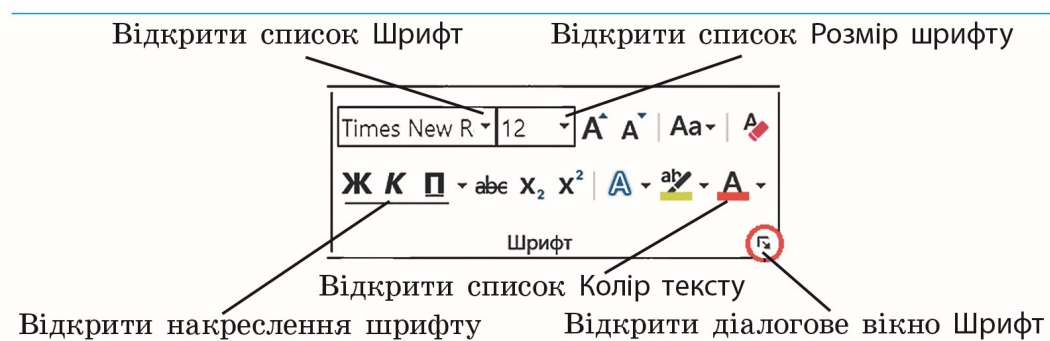 Відкрити список Шрифт Відкрити список Розмір шрифту
Times New R 12 A A Aa A
Ж К П abc X₂ X² A ab A
Шрифт
Відкрити список Колір тексту
Відкрити накреслення шрифту Відкрити діалогове вікно Шрифт